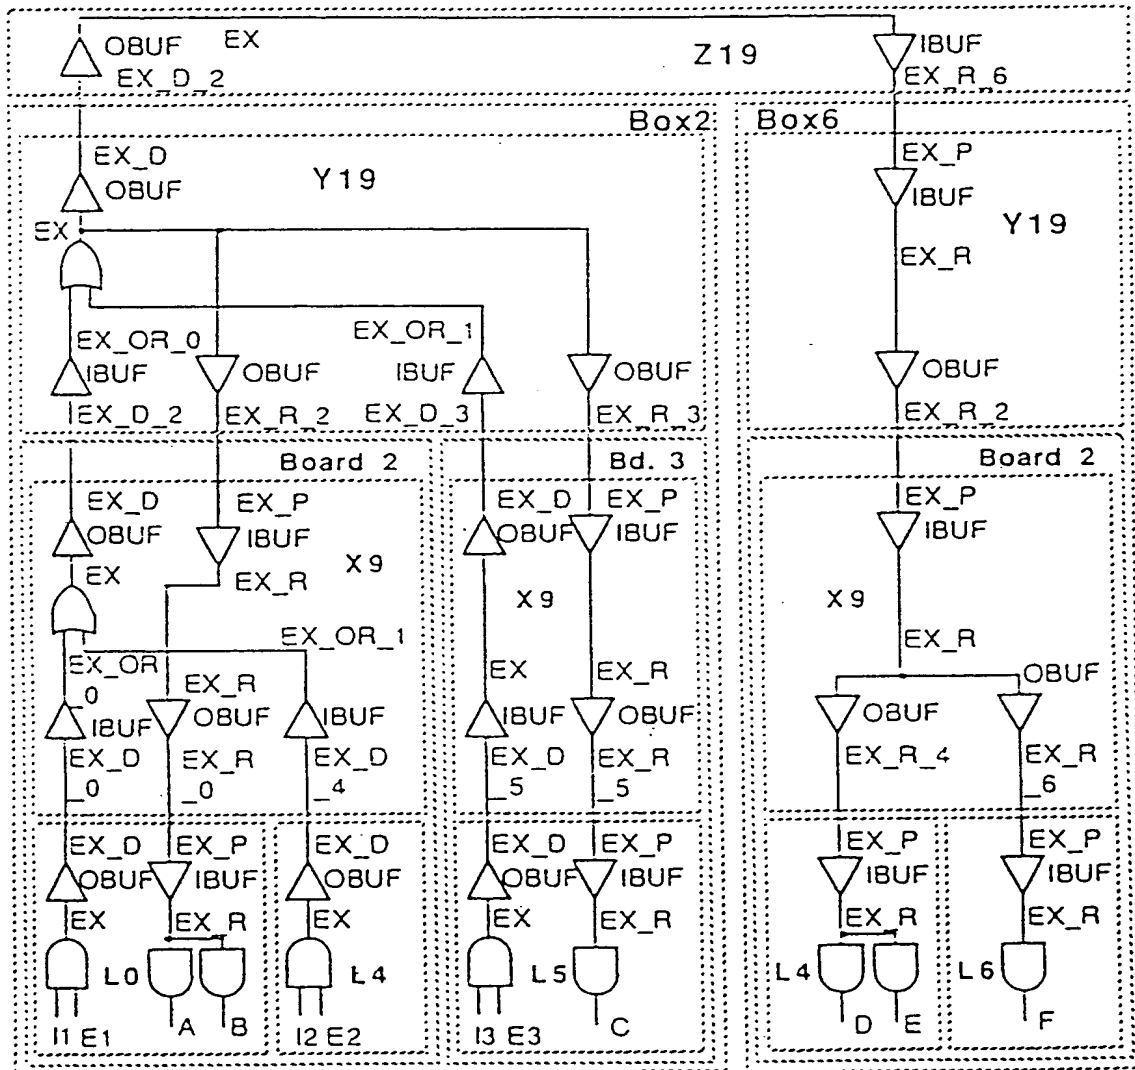 OBUF EX Z19 IBUF
EX_D_2 EX_R_6
Box2 Box6
EX_D EX_P
OBUF Y19 IBUF
EX Y19
EX_R
EX_OR_0 EX_OR_1
IBUF OBUF IBUF OBUF OBUF
EX_D_2 EX_R_2 EX_D_3 EX_R_3 EX_R_2
Board 2 Bd. 3 Board 2
EX_D EX_P EX_D EX_P EX_P
OBUF IBUF OBUF IBUF IBUF
EX EX_R X9 X9 X9
EX_OR_1 EX_R
EX_OR EX EX_R
_0 EX_R OBUF
IBUF OBUF IBUF IBUF OBUF OBUF
EX_D EX_R EX_D EX_D EX_R EX_R_4 EX_R
_0 _0 _4 _5 _5 _6
EX_D EX_P EX_D EX_D EX_P EX_P EX_P
OBUF IBUF OBUF OBUF IBUF IBUF IBUF
EX EX_R EX EX EX_R EX_R EX_R
L0 L4 L5 L4 L6
I1 E1 A B I2 E2 I3 E3 C D E F